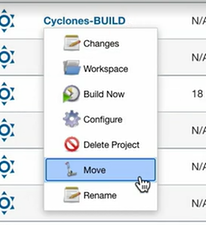 Cyclones-BUILD
N/A
Changes
Workspace
N/A
Build Now
18
Configure
N/A
Delete Project
N/A
Move
N/A
Rename
N/A